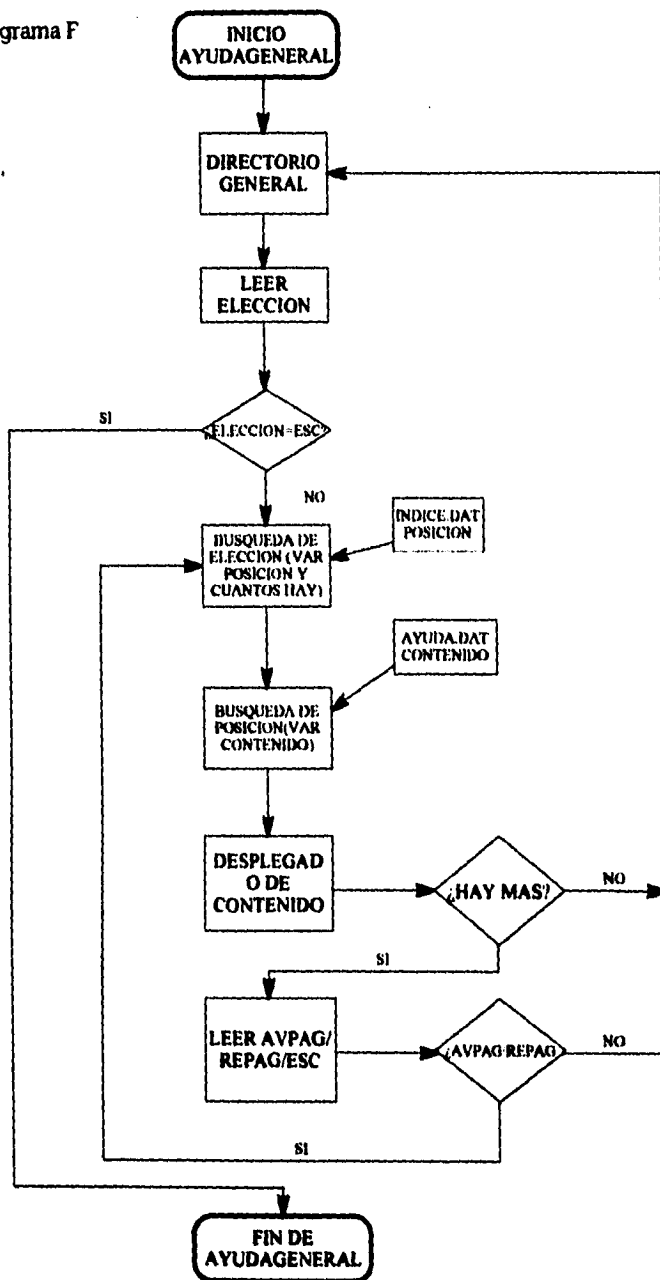 grama F
INICIO
AYUDAGENERAL
DIRECTORIO
GENERAL
LEER
ELECCION
¿ELECCION=ESC?
SI
NO
BUSQUEDA DE
ELECCION (VAR
POSICION Y
CUANTOS HAY)
INDICE.DAT
POSICION
AYUDA.DAT
CONTENIDO
BUSQUEDA DE
POSICION(VAR
CONTENIDO)
DESPLEGAD
O DE
CONTENIDO
¿HAY MAS?
NO
SI
LEER AVPAG/
REPAG/ESC
¿AVPAG/REPAG
NO
SI
FIN DE
AYUDAGENERAL